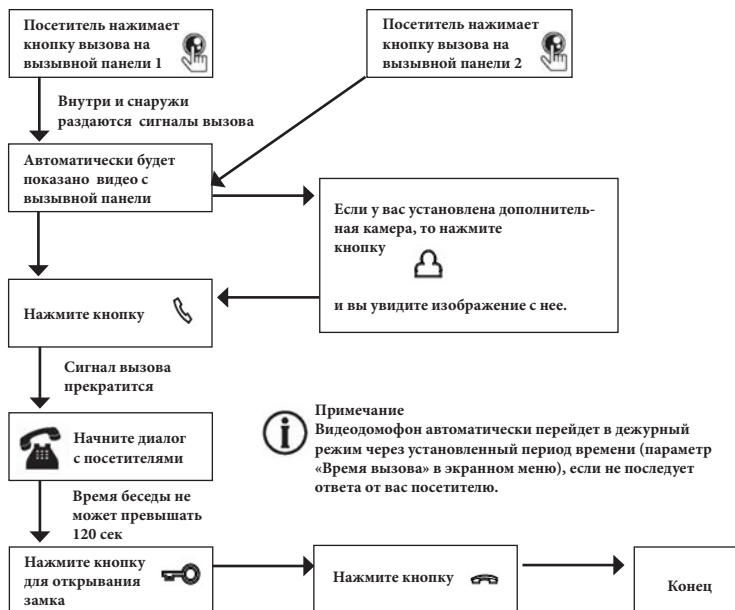 Посетитель нажимает
кнопку вызова на
вызывной панели 1
Посетитель нажимает
кнопку вызова на
вызывной панели 2
Внутри и снаружи
раздаются сигналы вызова
Автоматически будет
показано видео с
вызывной панели
Если у вас установлена дополнитель-
ная камера, то нажмите
кнопку
и вы увидите изображение с нее.
Нажмите кнопку
Сигнал вызова
прекратится
Начните диалог
с посетителями
Примечание
Видеодомофон автоматически перейдет в дежурный
режим через установленный период времени (параметр
«Время вызова» в экранном меню), если не последует
ответа от вас посетителю.
Время беседы не
может превышать
120 сек
Нажмите кнопку
для открывания
замка
Нажмите кнопку
Конец